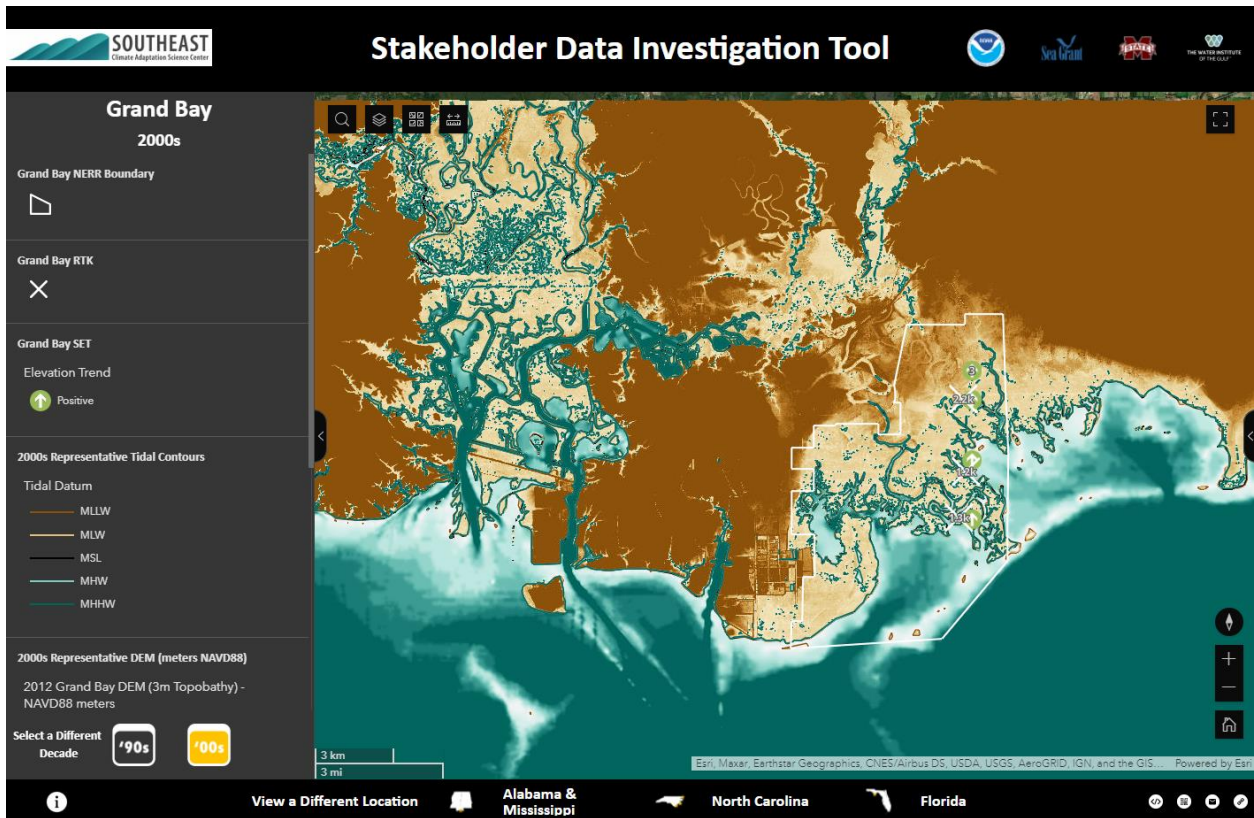 SOUTHEAST
Climate Adaptation Science Center
Stakeholder Data Investigation Tool
NOAA
Sea Grant
STATE
THE WATER INSTITUTE
OF THE GULF
Grand Bay
2000s
Grand Bay NERR Boundary
Grand Bay RTK
Grand Bay SET
Elevation Trend
Positive
2000s Representative Tidal Contours
Tidal Datum
MLLW
MLW
MSL
MHW
MHHW
2000s Representative DEM (meters NAVD88)
2012 Grand Bay DEM (3m Topobathy) -
NAVD88 meters
Select a Different
Decade
'90s
'00s
3
2.2k
2
1.2k
13k
3 km
3 mi
Esri, Maxar, Earthstar Geographics, CNES/Airbus DS, USDA, USGS, AeroGRID, IGN, and the GIS...
Powered by Esri
View a Different Location
Alabama &
Mississippi
North Carolina
Florida